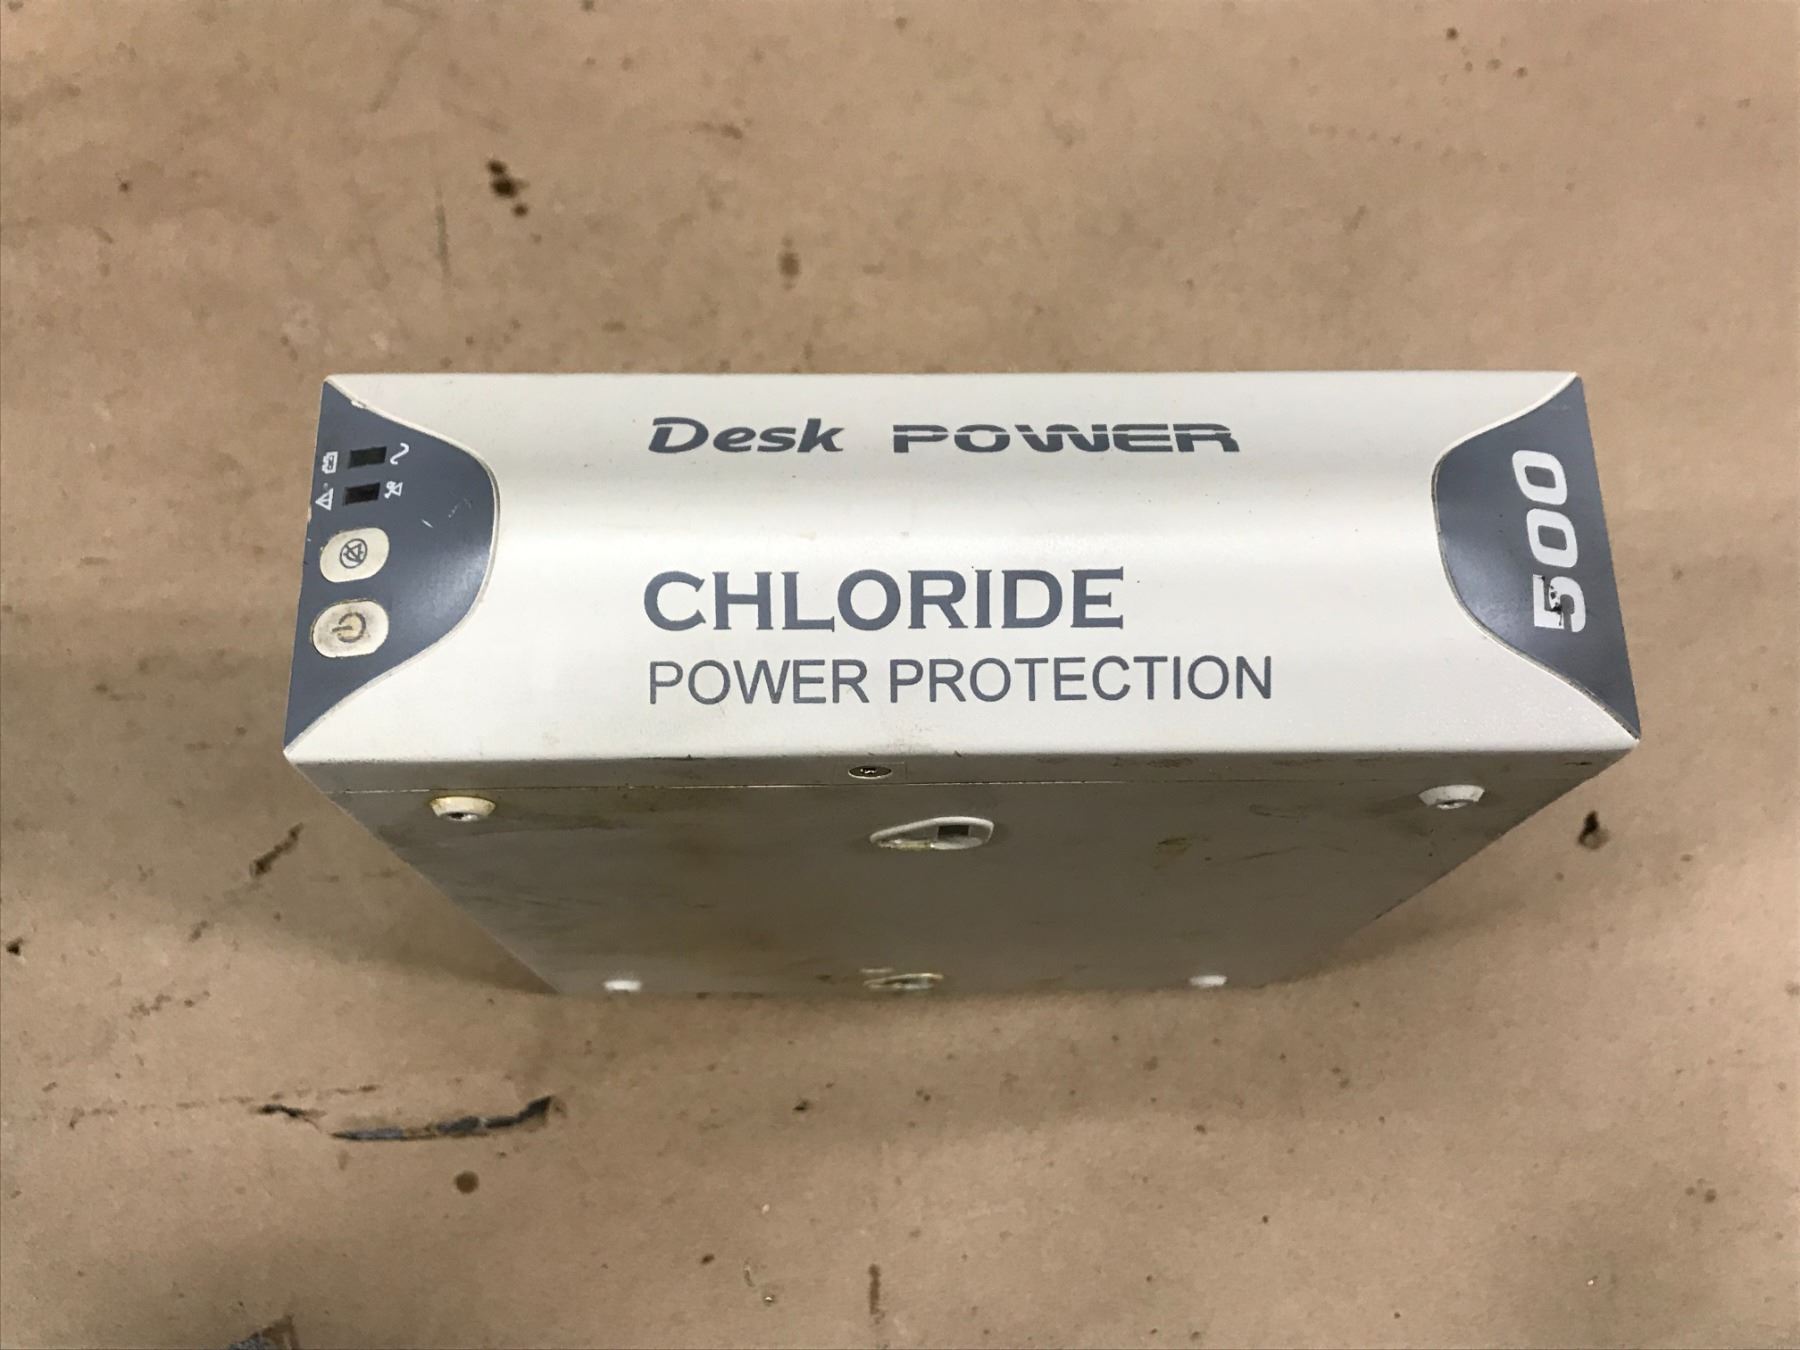 Desk POWER
CHLORIDE
POWER PROTECTION
500